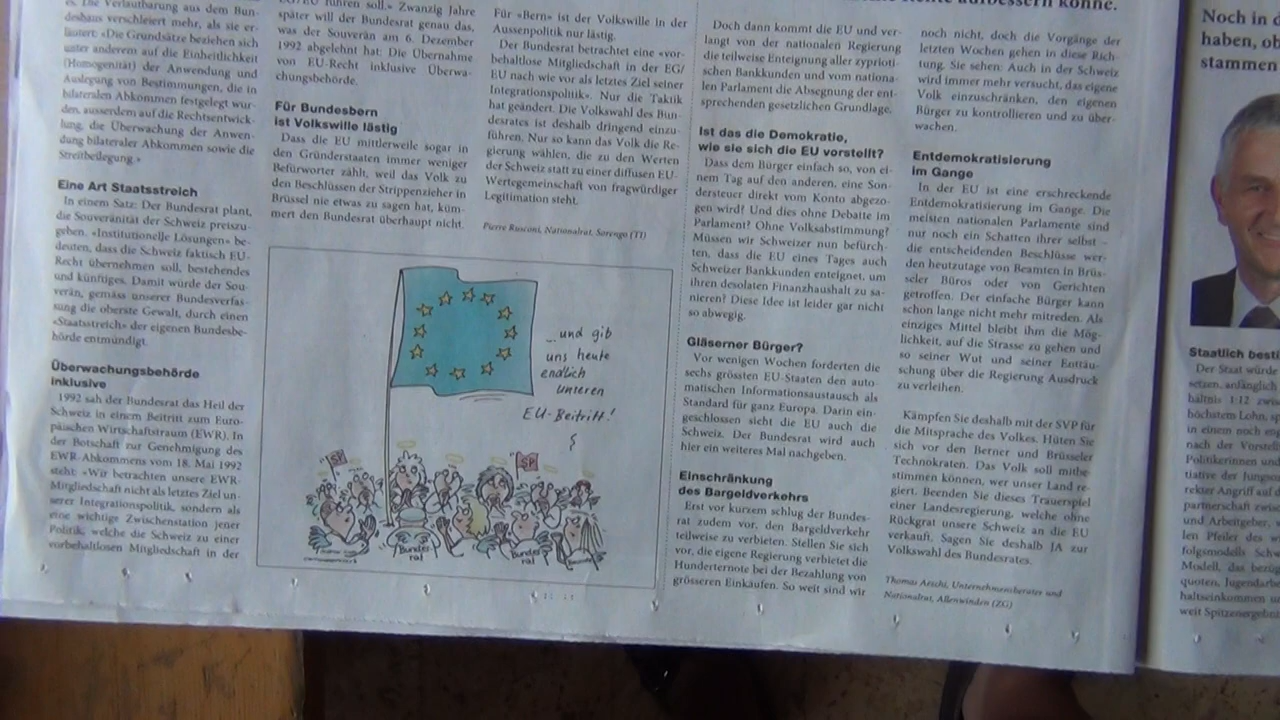 es. Die Verlautbarung aus dem Bun-
deshaus verschleiert mehr, als sie er-
läutert: «Die Grundsätze beziehen sich
unter anderem auf die Einheitlichkeit
(Homogenität) der Anwendung und
Auslegung von Bestimmungen, die in
bilateralen Abkommen festgelegt wur-
den, ausserdem auf die Rechtsentwick-
lung, die Überwachung der Anwen-
dung bilateraler Abkommen sowie die
Streitbeilegung.»
Eine Art Staatsstreich
In einem Satz: Der Bundesrat plant,
die Souveränität der Schweiz preiszu-
geben. «Institutionelle Lösungen» be-
deuten, dass die Schweiz faktisch EU-
Recht übernehmen soll, bestehendes
und künftiges. Damit würde der Sou-
verän, gemäss unserer Bundesverfas-
sung die oberste Gewalt, durch einen
«Staatsstreich» der eigenen Bundesbe-
hörde entmündigt.
Überwachungsbehörde
inklusive
1992 sah der Bundesrat das Heil der
Schweiz in einem Beitritt zum Euro-
päischen Wirtschaftsraum (EWR). In
der Botschaft zur Genehmigung des
EWR-Abkommens vom 18. Mai 1992
steht: «Wir betrachten unsere EWR-
Mitgliedschaft nicht als letztes Ziel un-
serer Integrationspolitik, sondern als
eine wichtige Zwischenstation jener
Politik, welche die Schweiz zu einer
vorbehaltlosen Mitgliedschaft in der
EG/EU führen soll.» Zwanzig Jahre
später will der Bundesrat genau das,
was der Souverän am 6. Dezember
1992 abgelehnt hat: Die Übernahme
von EU-Recht inklusive Überwa-
chungsbehörde.
Für Bundesbern
ist Volkswille lästig
Dass die EU mittlerweile sogar in
den Gründerstaaten immer weniger
Befürworter zählt, weil das Volk zu
den Beschlüssen der Strippenzieher in
Brüssel nie etwas zu sagen hat, küm-
mert den Bundesrat überhaupt nicht.
Für «Bern» ist der Volkswille in der
Aussenpolitik nur lästig.
Der Bundesrat betrachtet eine «vor-
behaltlose Mitgliedschaft in der EG/
EU nach wie vor als letztes Ziel seiner
Integrationspolitik». Nur die Taktik
hat geändert. Die Volkswahl des Bun-
desrates ist deshalb dringend einzu-
führen. Nur so kann das Volk die Re-
gierung wählen, die zu den Werten
der Schweiz statt zu einer diffusen EU-
Wertegemeinschaft von fragwürdiger
Legitimation steht.
Pierre Rusconi, Nationalrat, Sorengo (TI)
...und gib
uns heute
endlich
unseren
EU-Beitritt!
SP
SP
Bundes
rat
Bundes
rat
Doch dann kommt die EU und ver-
langt von der nationalen Regierung
die teilweise Enteignung aller zyprioti-
schen Bankkunden und vom nationa-
len Parlament die Absegnung der ent-
sprechenden gesetzlichen Grundlage.
Ist das die Demokratie,
wie sie sich die EU vorstellt?
Dass dem Bürger einfach so, von ei-
nem Tag auf den anderen, eine Son-
dersteuer direkt vom Konto abgezo-
gen wird! Und dies ohne Debatte im
Parlament? Ohne Volksabstimmung?
Müssen wir Schweizer nun befürch-
ten, dass die EU eines Tages auch
Schweizer Bankkunden enteignet, um
ihren desolaten Finanzhaushalt zu sa-
nieren? Diese Idee ist leider gar nicht
so abwegig.
Gläserner Bürger?
Vor wenigen Wochen forderten die
sechs grössten EU-Staaten den auto-
matischen Informationsaustausch als
Standard für ganz Europa. Darin ein-
geschlossen sieht die EU auch die
Schweiz. Der Bundesrat wird auch
hier ein weiteres Mal nachgeben.
Einschränkung
des Bargeldverkehrs
Erst vor kurzem schlug der Bundes-
rat zudem vor, den Bargeldverkehr
teilweise zu verbieten. Stellen Sie sich
vor, die eigene Regierung verbietet die
Hunderternote bei der Bezahlung von
grösseren Einkäufen. So weit sind wir
aufbessern könne.
noch nicht, doch die Vorgänge der
letzten Wochen gehen in diese Rich-
tung. Sie sehen: Auch in der Schweiz
wird immer mehr versucht, das eigene
Volk einzuschränken, den eigenen
Bürger zu kontrollieren und zu über-
wachen.
Entdemokratisierung
im Gange
In der EU ist eine erschreckende
Entdemokratisierung im Gange. Die
meisten nationalen Parlamente sind
nur noch ein Schatten ihrer selbst –
die entscheidenden Beschlüsse wer-
den heutzutage von Beamten in Brüs-
seler Büros oder von Gerichten
getroffen. Der einfache Bürger kann
schon lange nicht mehr mitreden. Als
einziges Mittel bleibt ihm die Mög-
lichkeit, auf die Strasse zu gehen und
so seiner Wut und seiner Enttäu-
schung über die Regierung Ausdruck
zu verleihen.
Kämpfen Sie deshalb mit der SVP für
die Mitsprache des Volkes. Hüten Sie
sich vor den Berner und Brüsseler
Technokraten. Das Volk soll mitbe-
stimmen können, wer unser Land re-
giert. Beenden Sie dieses Trauerspiel
einer Landesregierung, welche ohne
Rückgrat unsere Schweiz an die EU
verkauft. Sagen Sie deshalb JA zur
Volkswahl des Bundesrates.
Thomas Aeschi, Unternehmensberater und
Nationalrat, Allenwinden (ZG)
Noch in
haben, ob
stammen
Staatlich besti
Der Staat würde
setzen, anfänglich
hältnis 1:12 zwis
höchstem Lohn, s
in einem noch eng
nach der Vorstel
Politikerinnen und
tiative der Jungso
rekter Angriff auf d
partnerschaft zwis
und Arbeitgeber,
len Pfeiler des w
folgsmodells Schw
Modell, das bezüg
quoten, Jugendarbe
haltseinkommen u
weit Spitzenergebn